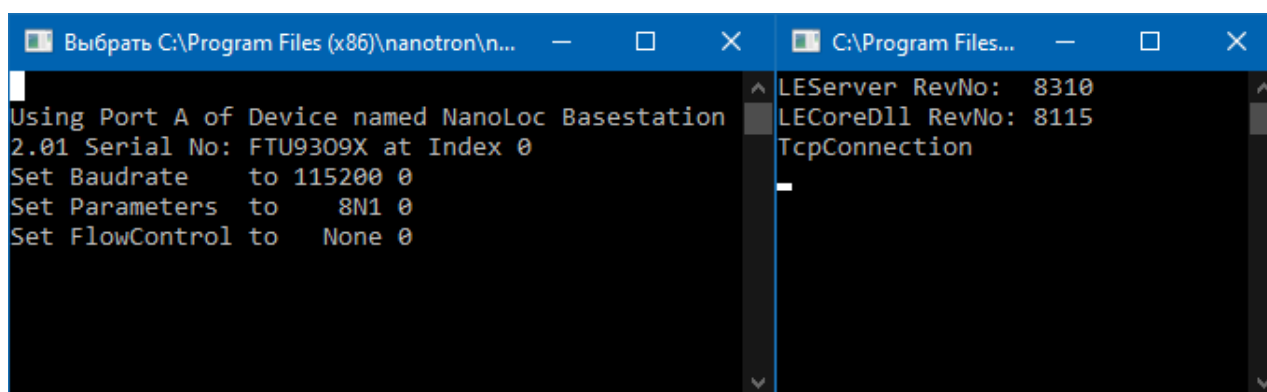 Выбрать C:\Program Files (x86)\nanotron\n...
Using Port A of Device named NanoLoc Basestation
2.01 Serial No: FTU93O9X at Index 0
Set Baudrate    to 115200 0
Set Parameters  to    8N1 0
Set FlowControl to   None 0
C:\Program Files...
LEServer RevNo:  8310
LECoreDll RevNo: 8115
TcpConnection